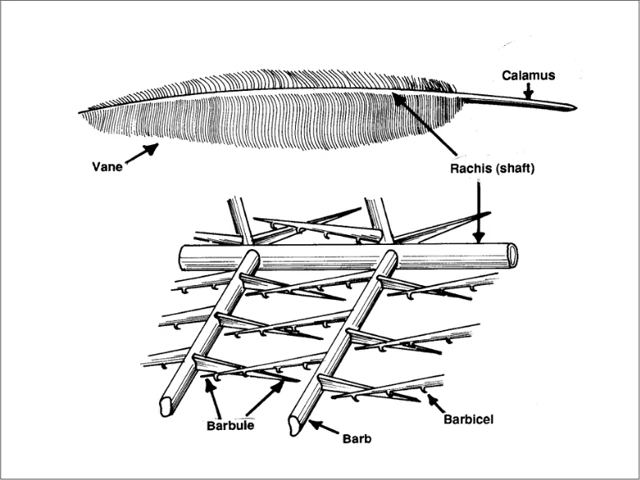 Calamus
Vane
Rachis (shaft)
Barbule
Barb
Barbicel